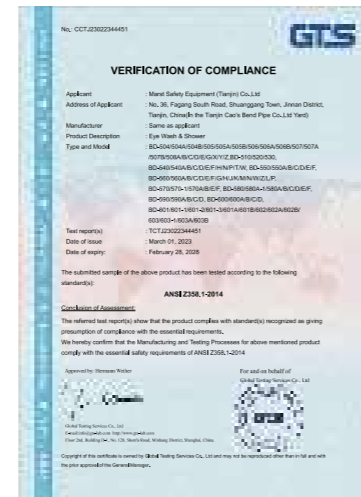 No.: CCTJ23022344451
GTS
VERIFICATION OF COMPLIANCE
Applicant : Marst Safety Equipment (Tianjin) Co.,Ltd
Address of Applicant : No. 36, Fagang South Road, Shuanggang Town, Jinnan District,
Tianjin, China(In the Tianjin Cao's Bend Pipe Co.,Ltd Yard)
Manufacturer : Same as applicant
Product Description : Eye Wash & Shower
Type and Model : BD-504/504A/504B/505/505A/505B/506/506A/506B/507/507A
/507B/508A/B/C/D/E/G/X/Y/Z,BD-510/520/530,
BD-540/540A/B/C/D/E/F/H/N/P/T/W, BD-550/550A/B/C/D/E/F,
BD-560/560A/B/C/D/E/F/G/H/J/K/M/N/W/Z/L/P,
BD-570/570-1/570A/B/E/F, BD-580/580A-1/580A/B/C/D/E/F,
BD-590/590A/B/C/D, BD-600/600A/B/C/D,
BD-601/601-1/601-2/601-3/601A/601B/602/602A/602B/
603/603-1/603A/603B
Test report(s) : TCTJ23022344451
Date of issue : March 01, 2023
Date of expiry: : February 28, 2028
The submitted sample of the above product has been tested according to the following
standard(s):
ANSI Z358.1-2014
Conclusion of Assessment:
The referred test report(s) show that the product complies with standard(s) recognized as giving
presumption of compliance with the essential requirements.
We hereby confirm that the Manufacturing and Testing Processes for above mentioned product
comply with the essential safety requirements of ANSI Z358.1-2014
Approved by: Hermann
For and on behalf of
Global Testing Services Co., Ltd
Global Testing Services Co., Ltd.
Copyright of this certificate is owned by Global Testing Services Co., Ltd and may not be reproduced other than in full and with
the prior approval of the General Manager.